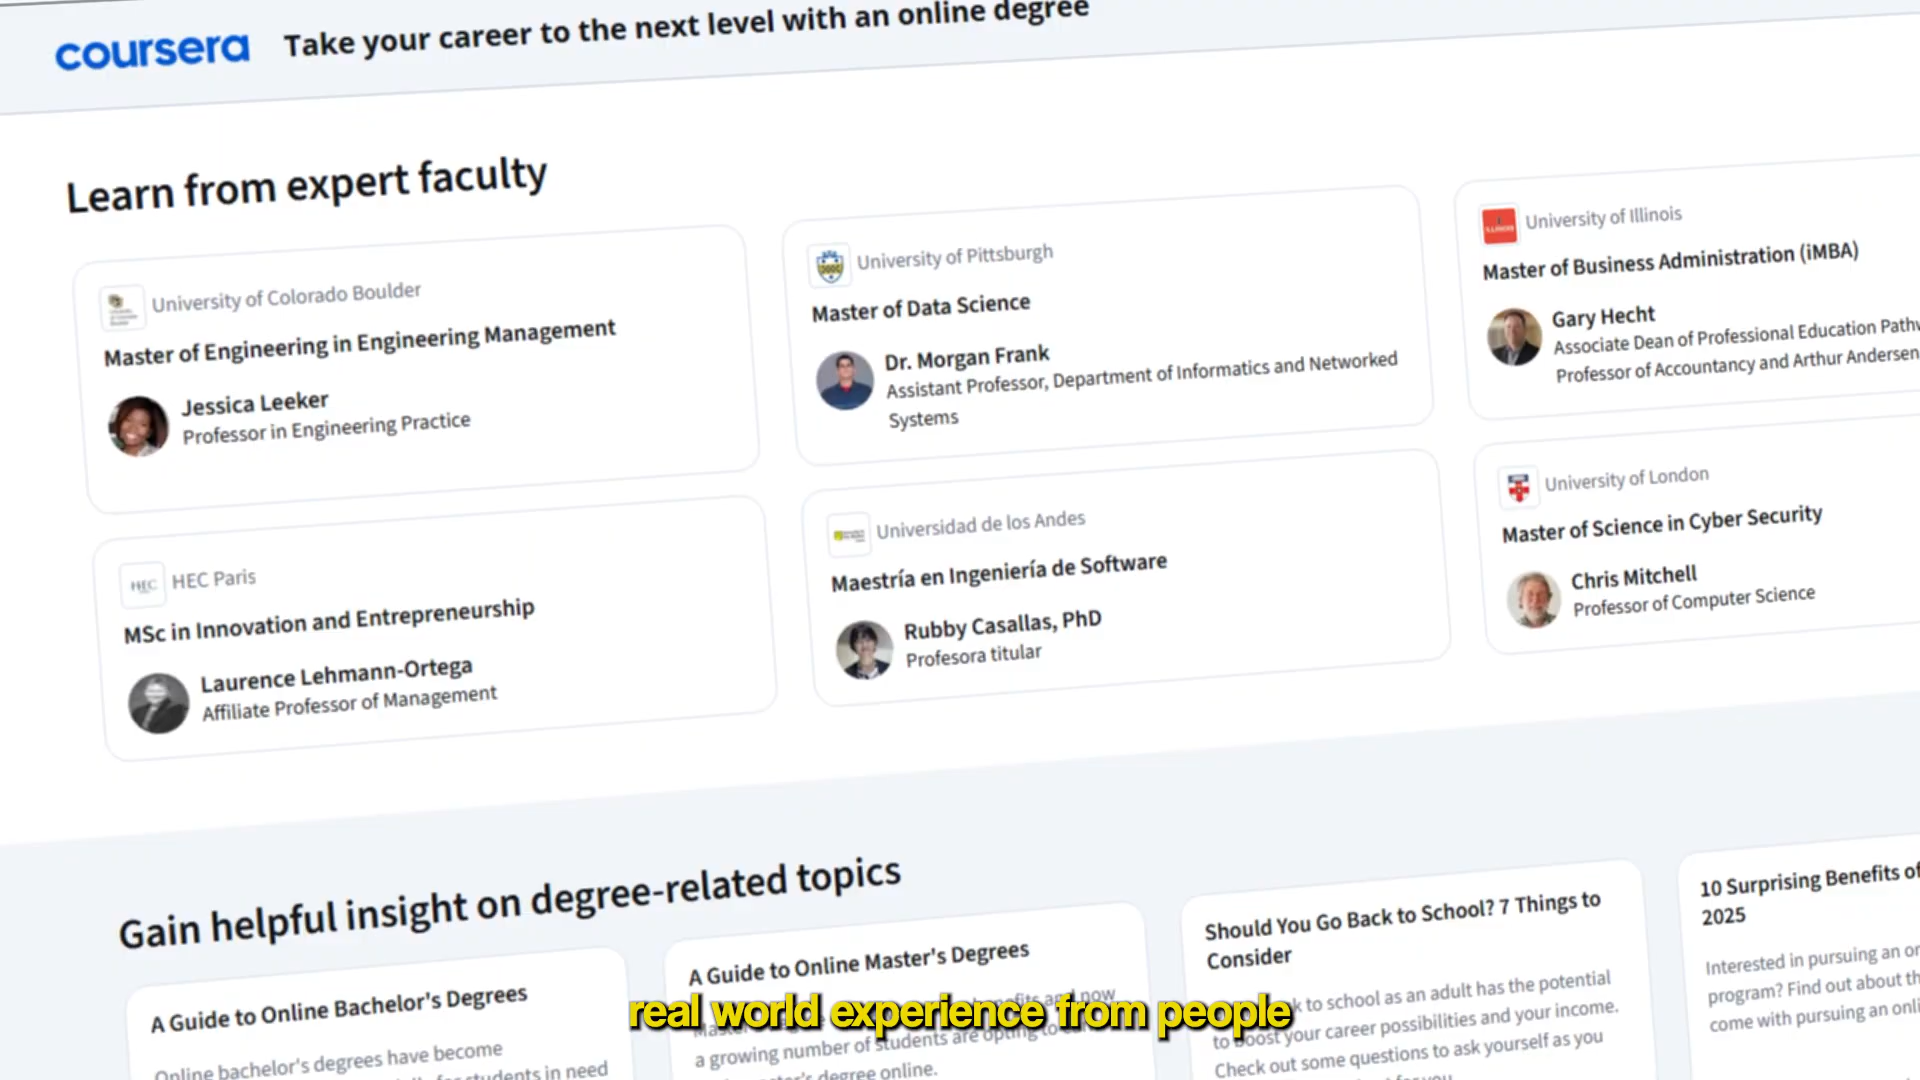 coursera
Take your career to the next level with an online degree
Learn from expert faculty
University of Colorado Boulder
Master of Engineering in Engineering Management
Jessica Leeker
Professor in Engineering Practice
University of Pittsburgh
Master of Data Science
Dr. Morgan Frank
Assistant Professor, Department of Informatics and Networked
Systems
ILLINOIS
University of Illinois
Master of Business Administration (iMBA)
Gary Hecht
Associate Dean of Professional Education
Professor of Accountancy and Arthur Andersen
HEC
HEC Paris
MSc in Innovation and Entrepreneurship
Laurence Lehmann-Ortega
Affiliate Professor of Management
Universidad de los Andes
Maestría en Ingeniería de Software
Rubby Casallas, PhD
Profesora titular
University of London
Master of Science in Cyber Security
Chris Mitchell
Professor of Computer Science
Gain helpful insight on degree-related topics
A Guide to Online Bachelor's Degrees
Online bachelor's degrees have become
students in need
A Guide to Online Master's Degrees
benefits and now
a growing number of students are opting to
degree online.
Should You Go Back to School? 7 Things to
Consider
to school as an adult has the potential
to boost your career possibilities and your income.
Check out some questions to ask yourself as you
10 Surprising Benefits of
2025
Interested in pursuing an
program? Find out about
come with pursuing an
real world experience from people